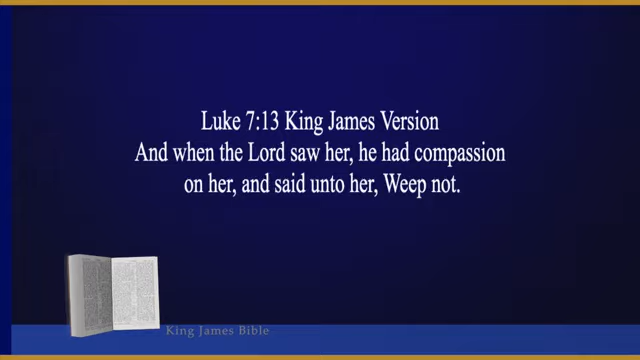 Luke 7:13 King James Version
And when the Lord saw her, he had compassion
on her, and said unto her, Weep not.
King James Bible